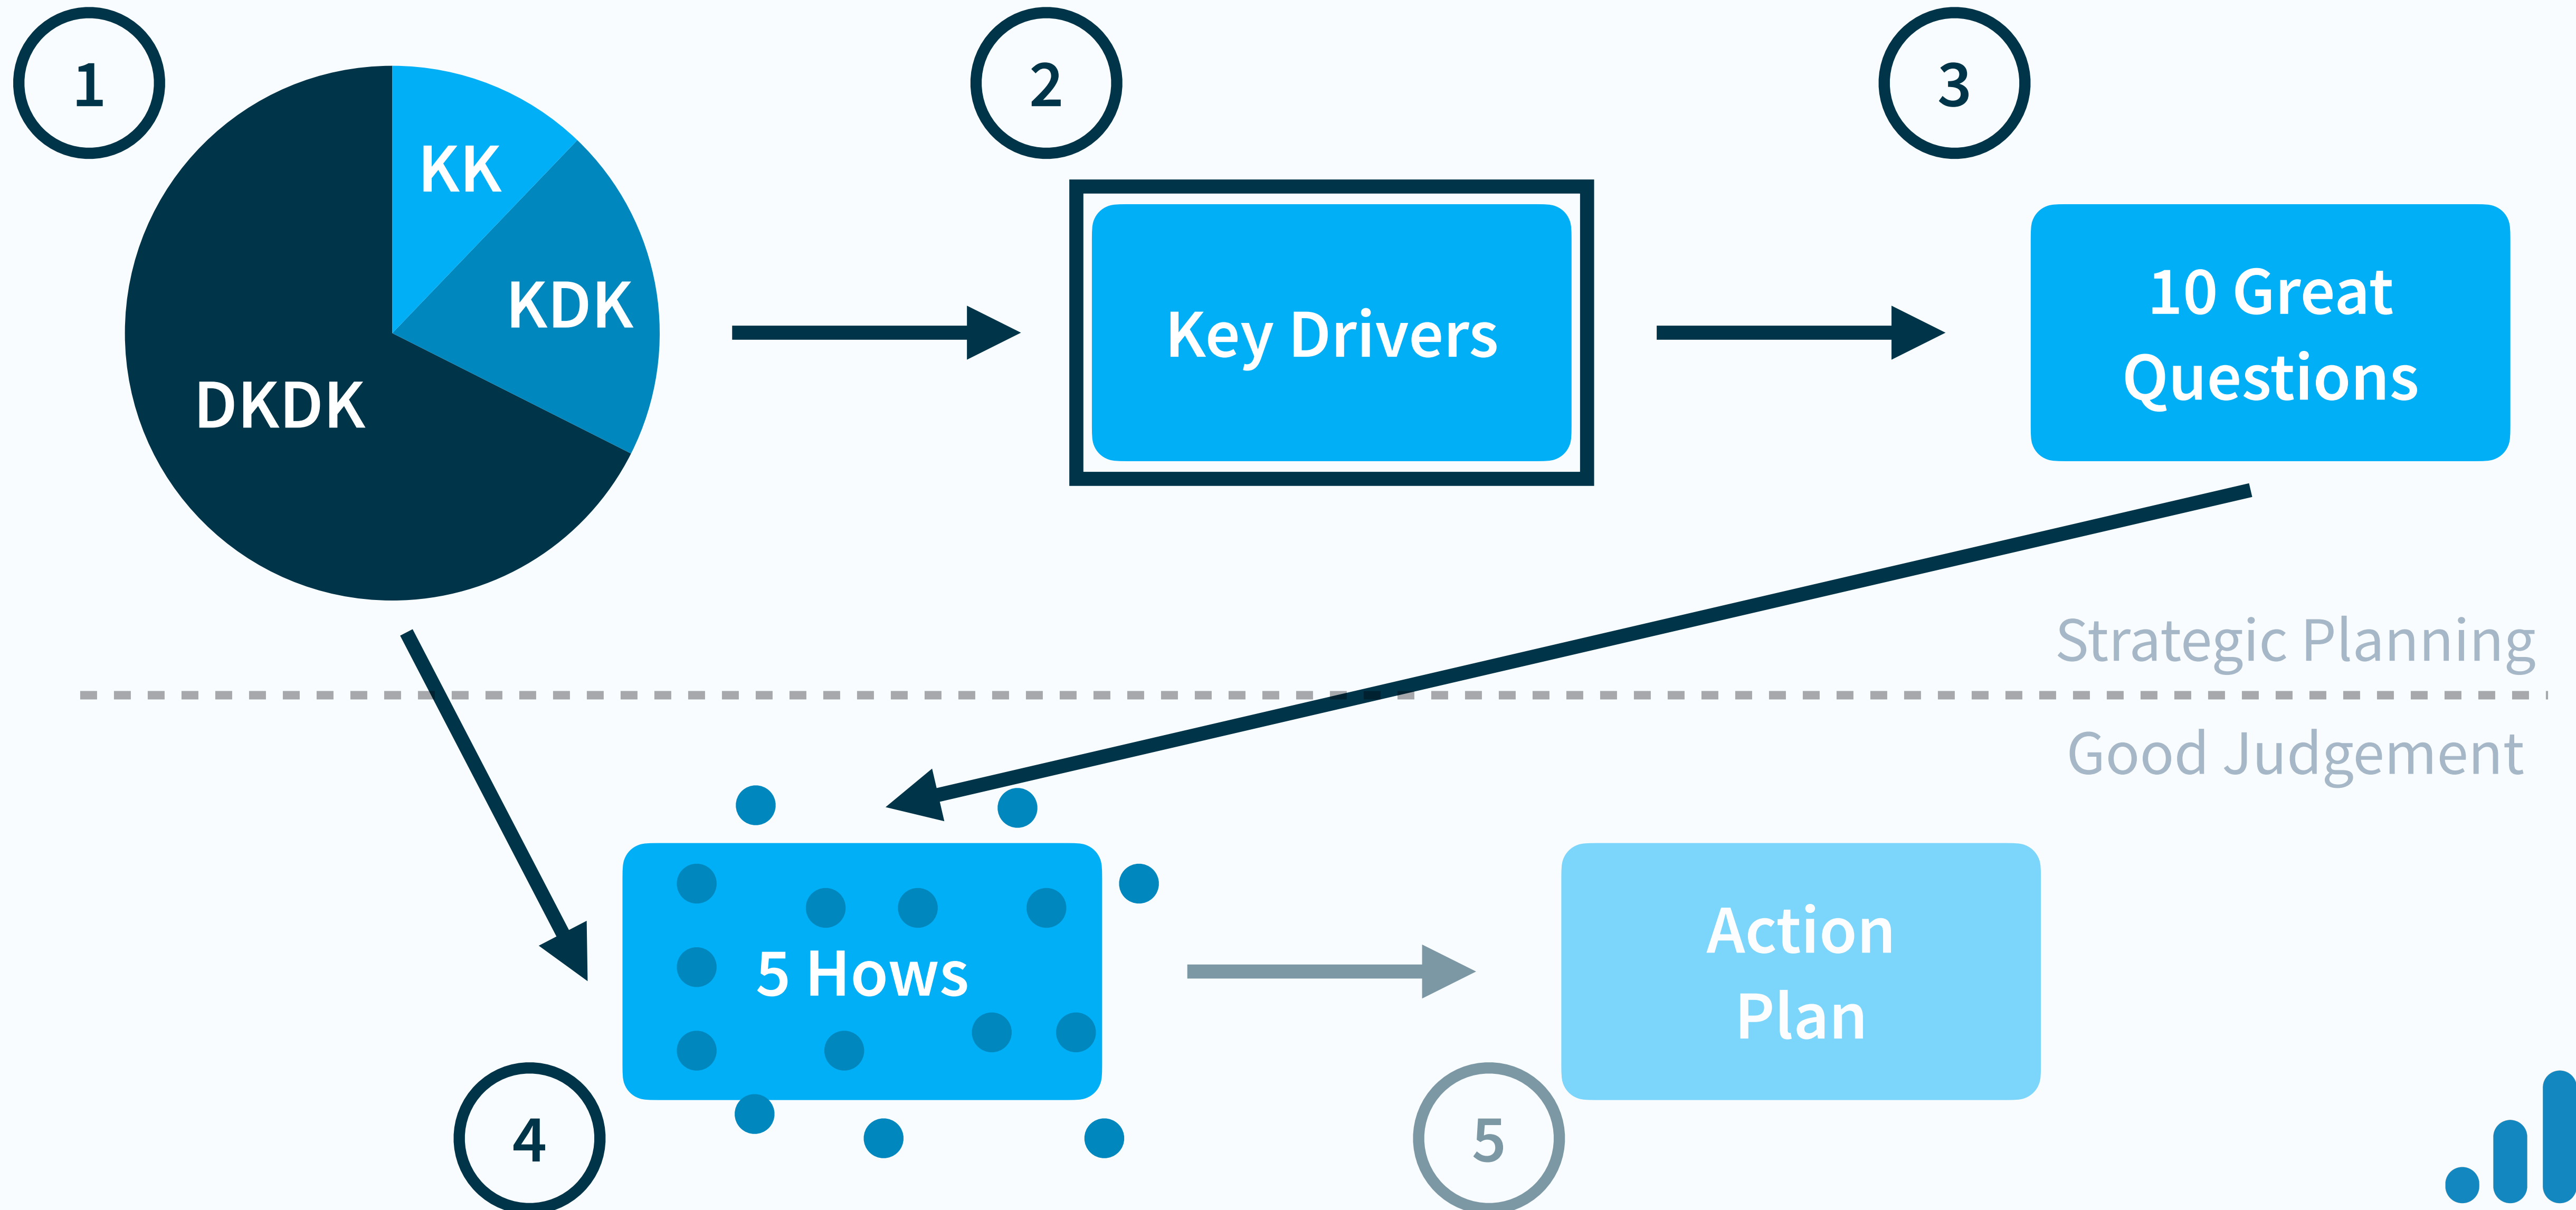 1
2
3
KK
KDK
DKDK
Key Drivers
10 Great
Questions
Strategic Planning
Good Judgement
5 Hows
Action
Plan
4
5